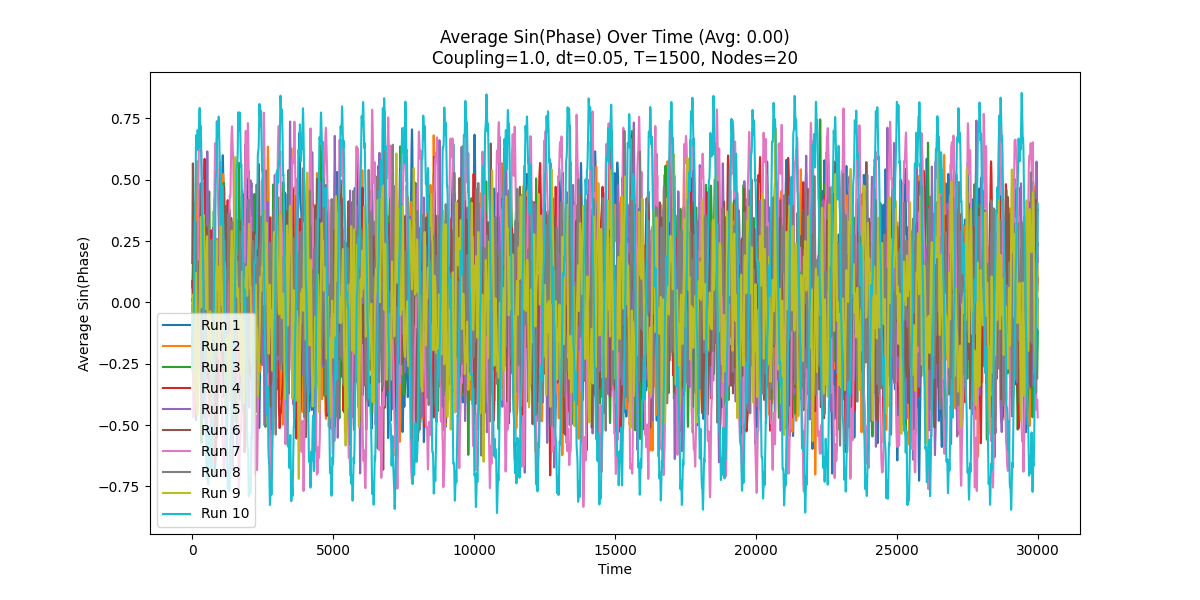 Average Sin(Phase) Over Time (Avg: 0.00)
Coupling=1.0, dt=0.05, T=1500, Nodes=20
Average Sin(Phase)
0.75
0.50
0.25
0.00
−0.25
−0.50
−0.75
Run 1
Run 2
Run 3
Run 4
Run 5
Run 6
Run 7
Run 8
Run 9
Run 10
0
5000
10000
15000
20000
25000
30000
Time